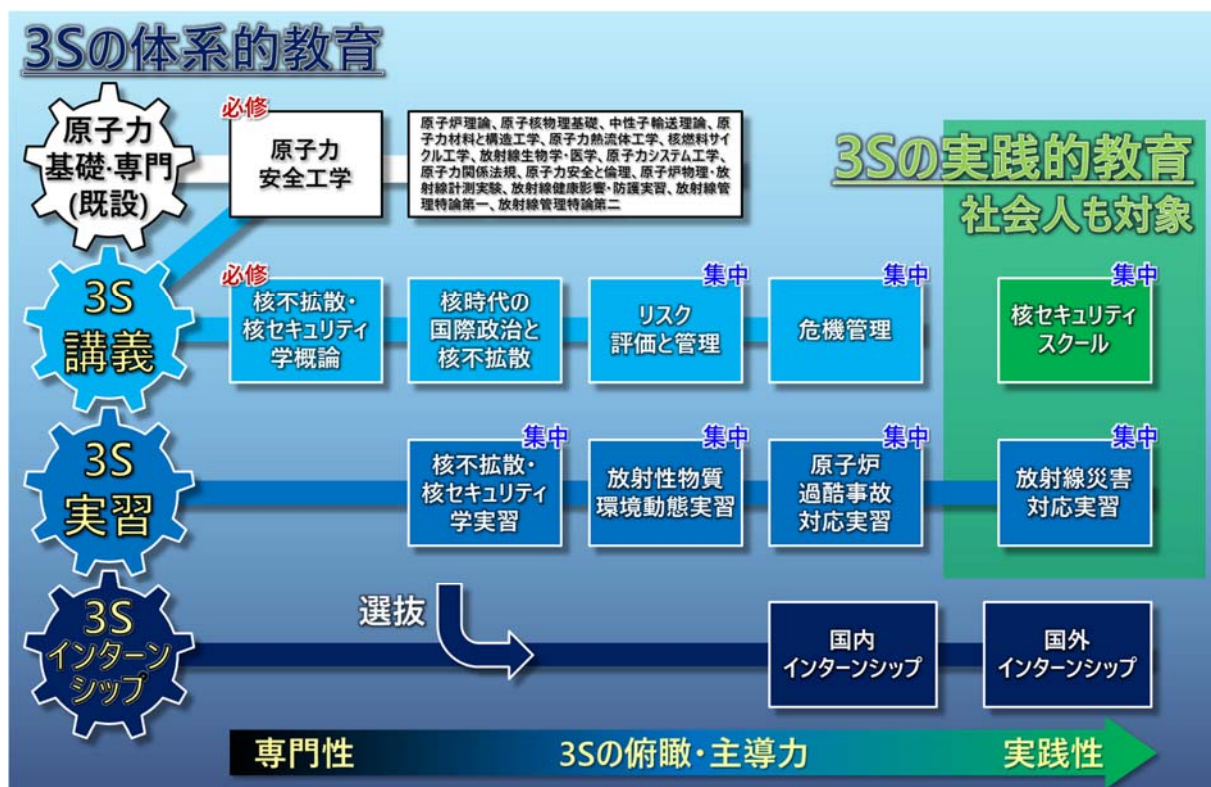 3Sの体系的教育
原子力
基礎・専門
(既設)
必修
原子力
安全工学
原子炉理論、原子核物理基礎、中性子輸送理論、原
子力材料と構造工学、原子力熱流体工学、核燃料サイ
クル工学、放射線生物学・医学、原子力システム工学、
原子力関係法規、原子力安全と倫理、原子炉物理・放
射線計測実験、放射線健康影響・防護実習、放射線管
理特論第一、放射線管理特論第二
3Sの実践的教育
社会人も対象
3S
講義
必修
核不拡散・
核セキュリティ
学概論
核時代の
国際政治と
核不拡散
集中
リスク
評価と管理
集中
危機管理
集中
核セキュリティ
スクール
3S
実習
集中
核不拡散・
核セキュリティ
学実習
集中
放射性物質
環境動態実習
集中
原子炉
過酷事故
対応実習
集中
放射線災害
対応実習
3S
インターン
シップ
選抜
国内
インターンシップ
国外
インターンシップ
専門性
3Sの俯瞰・主導力
実践性